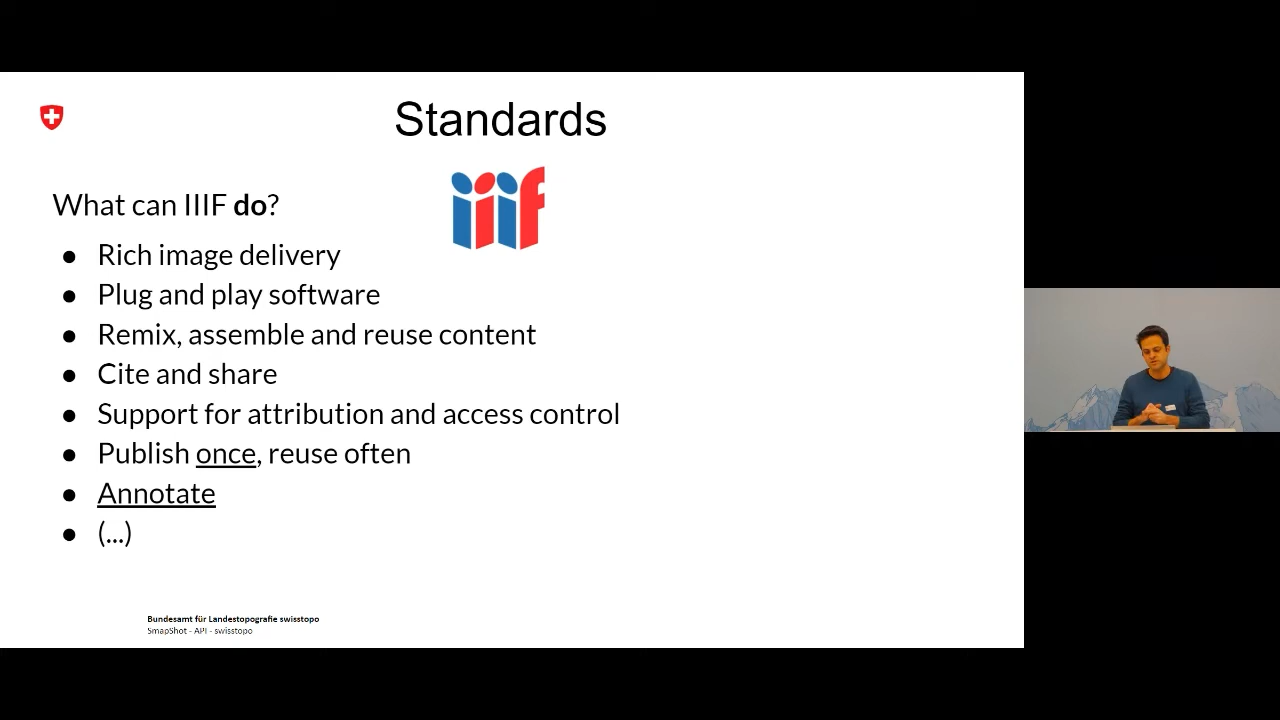 Standards
iiif
What can IIIF do?
● Rich image delivery
● Plug and play software
● Remix, assemble and reuse content
● Cite and share
● Support for attribution and access control
● Publish once, reuse often
● Annotate
● (...)
Bundesamt für Landestopografie swisstopo
SmapShot - API - swisstopo